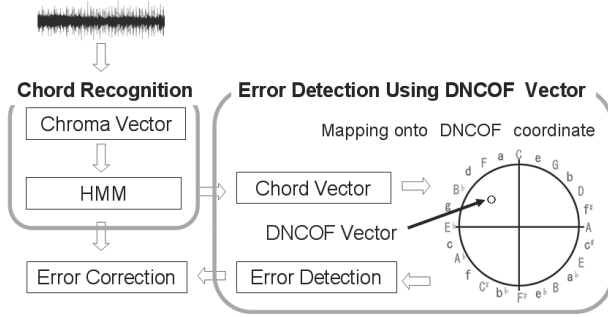 Chord Recognition
Chroma Vector
HMM
Error Correction
Error Detection Using DNCOF Vector
Mapping onto DNCOF coordinate
Chord Vector
DNCOF Vector
Error Detection
C
e
G
b
D
f♯
A
c♯
E
a♭
B
e♭
F♯
b♭
C♯
f
A♭
c
E♭
g
B♭
d
F
a